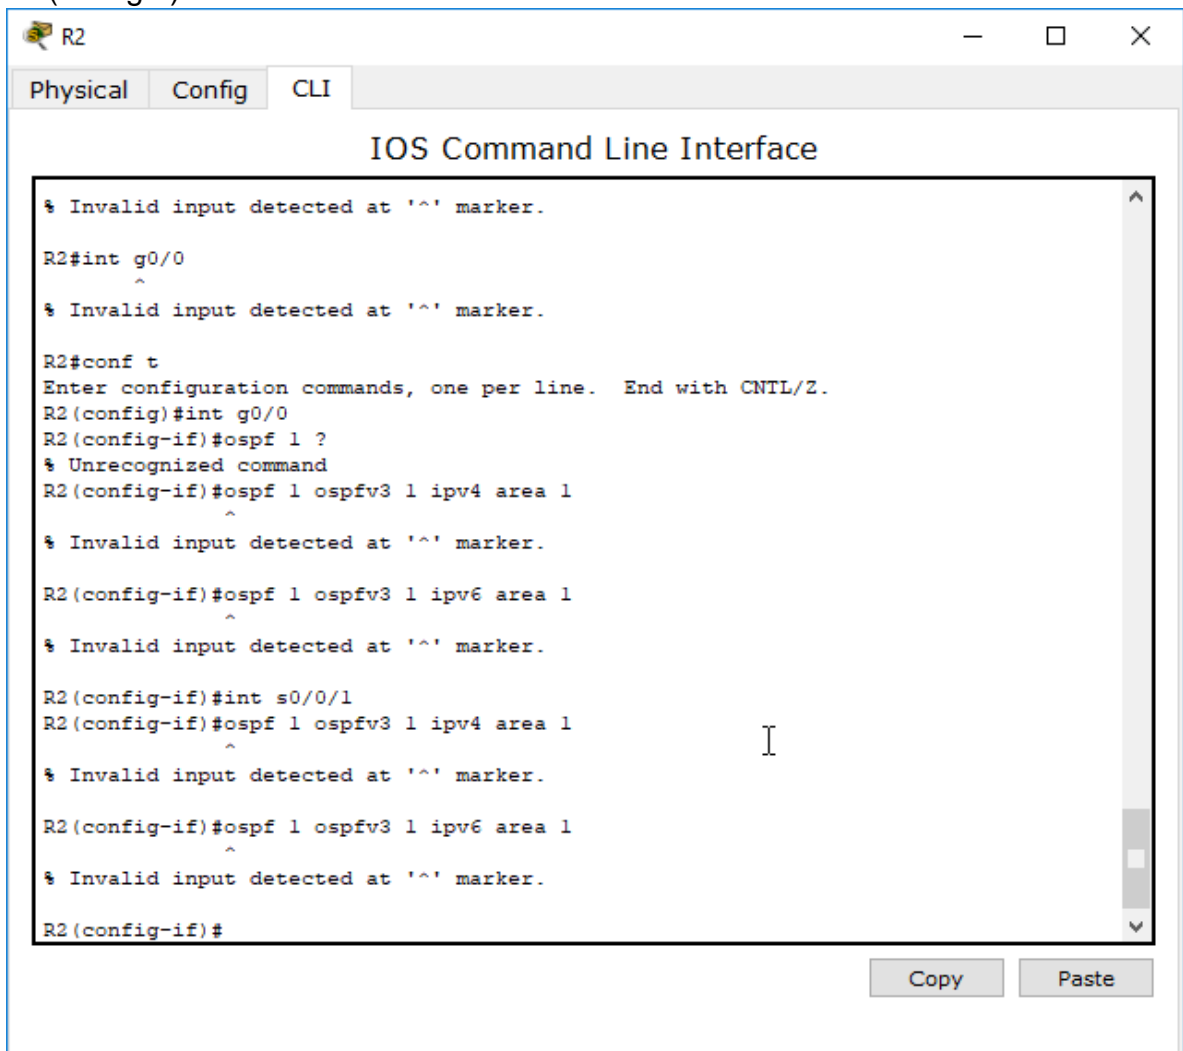 R2
Physical Config CLI
IOS Command Line Interface
% Invalid input detected at '^' marker.
R2#int g0/0
^
% Invalid input detected at '^' marker.
R2#conf t
Enter configuration commands, one per line.  End with CNTL/Z.
R2(config)#int g0/0
R2(config-if)#ospf 1 ?
% Unrecognized command
R2(config-if)#ospf 1 ospfv3 1 ipv4 area 1
^
% Invalid input detected at '^' marker.
R2(config-if)#ospf 1 ospfv3 1 ipv6 area 1
^
% Invalid input detected at '^' marker.
R2(config-if)#int s0/0/1
R2(config-if)#ospf 1 ospfv3 1 ipv4 area 1
^
% Invalid input detected at '^' marker.
R2(config-if)#ospf 1 ospfv3 1 ipv6 area 1
^
% Invalid input detected at '^' marker.
R2(config-if)#
Copy Paste